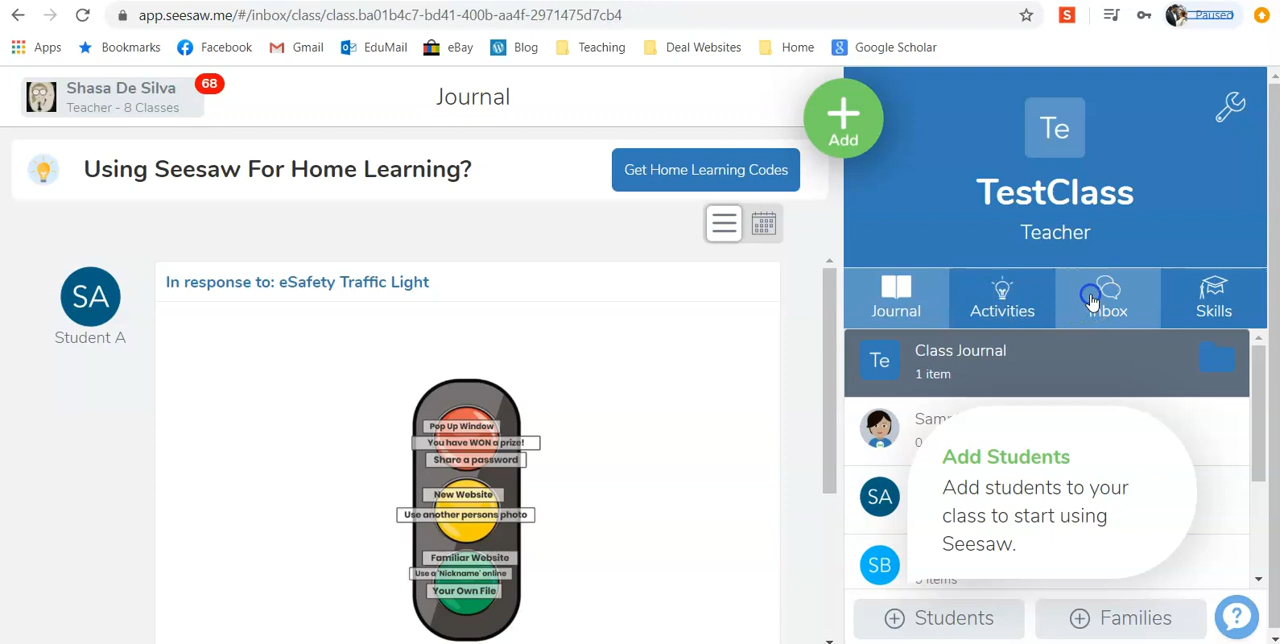 app.seesaw.me/#/inbox/class/class.ba01b4c7-bd41-400b-aa4f-2971475d7cb4
S
Paused
Apps Bookmarks Facebook Gmail EduMail eBay Blog Teaching Deal Websites Home Google Scholar
Shasa De Silva
68
Teacher - 8 Classes
Journal
Add
Using Seesaw For Home Learning?
Get Home Learning Codes
In response to: eSafety Traffic Light
SA
Student A
Pop Up Window
You have WON a prize!
Share a password
New Website
Use another persons photo
Familiar Website
Use a 'Nickname' online
Your Own File
Te
TestClass
Teacher
Journal Activities Inbox Skills
Te
Class Journal
1 item
SA
SB
Add Students
Add students to your
class to start using
Seesaw.
Students
Families
?